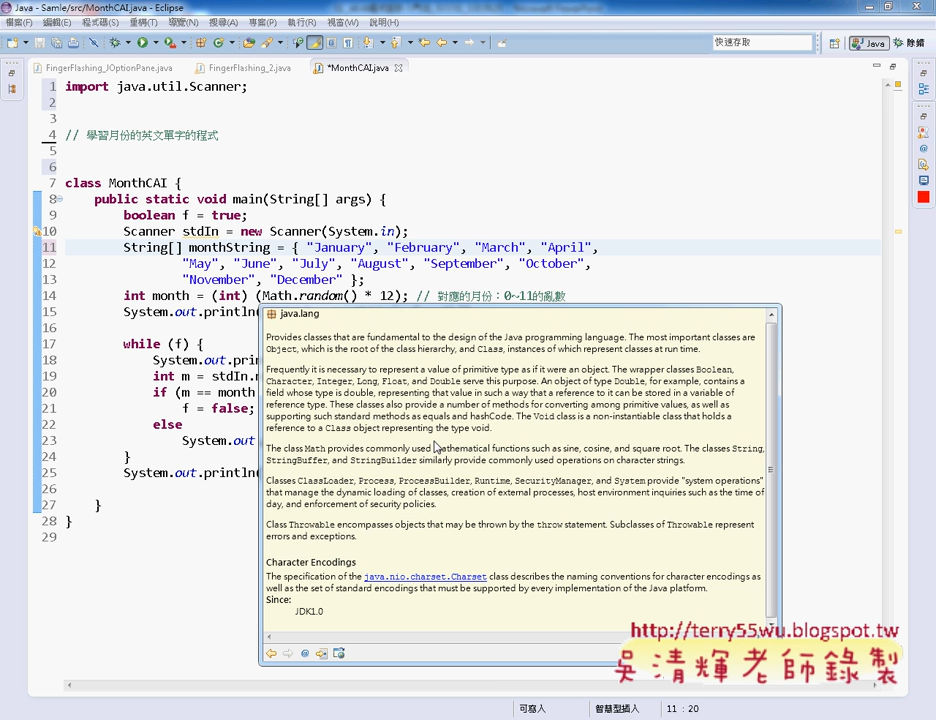 Java - Samle/src/MonthCAI.java - Eclipse
檔案(F) 編輯(E) 程式碼(S) 重構(T) 導覽(N) 搜尋(A) 專案(P) 執行(R) 視窗(W) 說明(H)
快速存取
Java
除錯
FingerFlashing_JOptionPane.java
FingerFlashing_2.java
*MonthCAI.java
1 import java.util.Scanner;
2
3
4 // 學習月份的英文單字的程式
5
6
7 class MonthCAI {
8 public static void main(String[] args) {
9 boolean f = true;
10 Scanner stdIn = new Scanner(System.in);
11 String[] monthString = { "January", "February", "March", "April",
12 "May", "June", "July", "August", "September", "October",
13 "November", "December" };
14 int month = (int) (Math.random() * 12); // 對應的月份：0~11的亂數
15 System.out.println(
16
17 while (f) {
18 System.out.prin
19 int m = stdIn.n
20 if (m == month
21 f = false;
22 else
23 System.out
24 }
25 System.out.println(
26
27 }
28 }
29
java.lang
Provides classes that are fundamental to the design of the Java programming language. The most important classes are
Object, which is the root of the class hierarchy, and Class, instances of which represent classes at run time.
Frequently it is necessary to represent a value of primitive type as if it were an object. The wrapper classes Boolean,
Character, Integer, Long, Float, and Double serve this purpose. An object of type Double, for example, contains a
field whose type is double, representing that value in such a way that a reference to it can be stored in a variable of
reference type. These classes also provide a number of methods for converting among primitive values, as well as
supporting such standard methods as equals and hashCode. The Void class is a non-instantiable class that holds a
reference to a Class object representing the type void.
The class Math provides commonly used mathematical functions such as sine, cosine, and square root. The classes String,
StringBuffer, and StringBuilder similarly provide commonly used operations on character strings.
Classes ClassLoader, Process, ProcessBuilder, Runtime, SecurityManager, and System provide "system operations"
that manage the dynamic loading of classes, creation of external processes, host environment inquiries such as the time of
day, and enforcement of security policies.
Class Throwable encompasses objects that may be thrown by the throw statement. Subclasses of Throwable represent
errors and exceptions.
Character Encodings
The specification of the java.nio.charset.Charset class describes the naming conventions for character encodings as
well as the set of standard encodings that must be supported by every implementation of the Java platform.
Since:
JDK1.0
http://terry55wu.blogspot.tw
吳清輝老師錄製
可寫入
智慧型插入
11 : 20